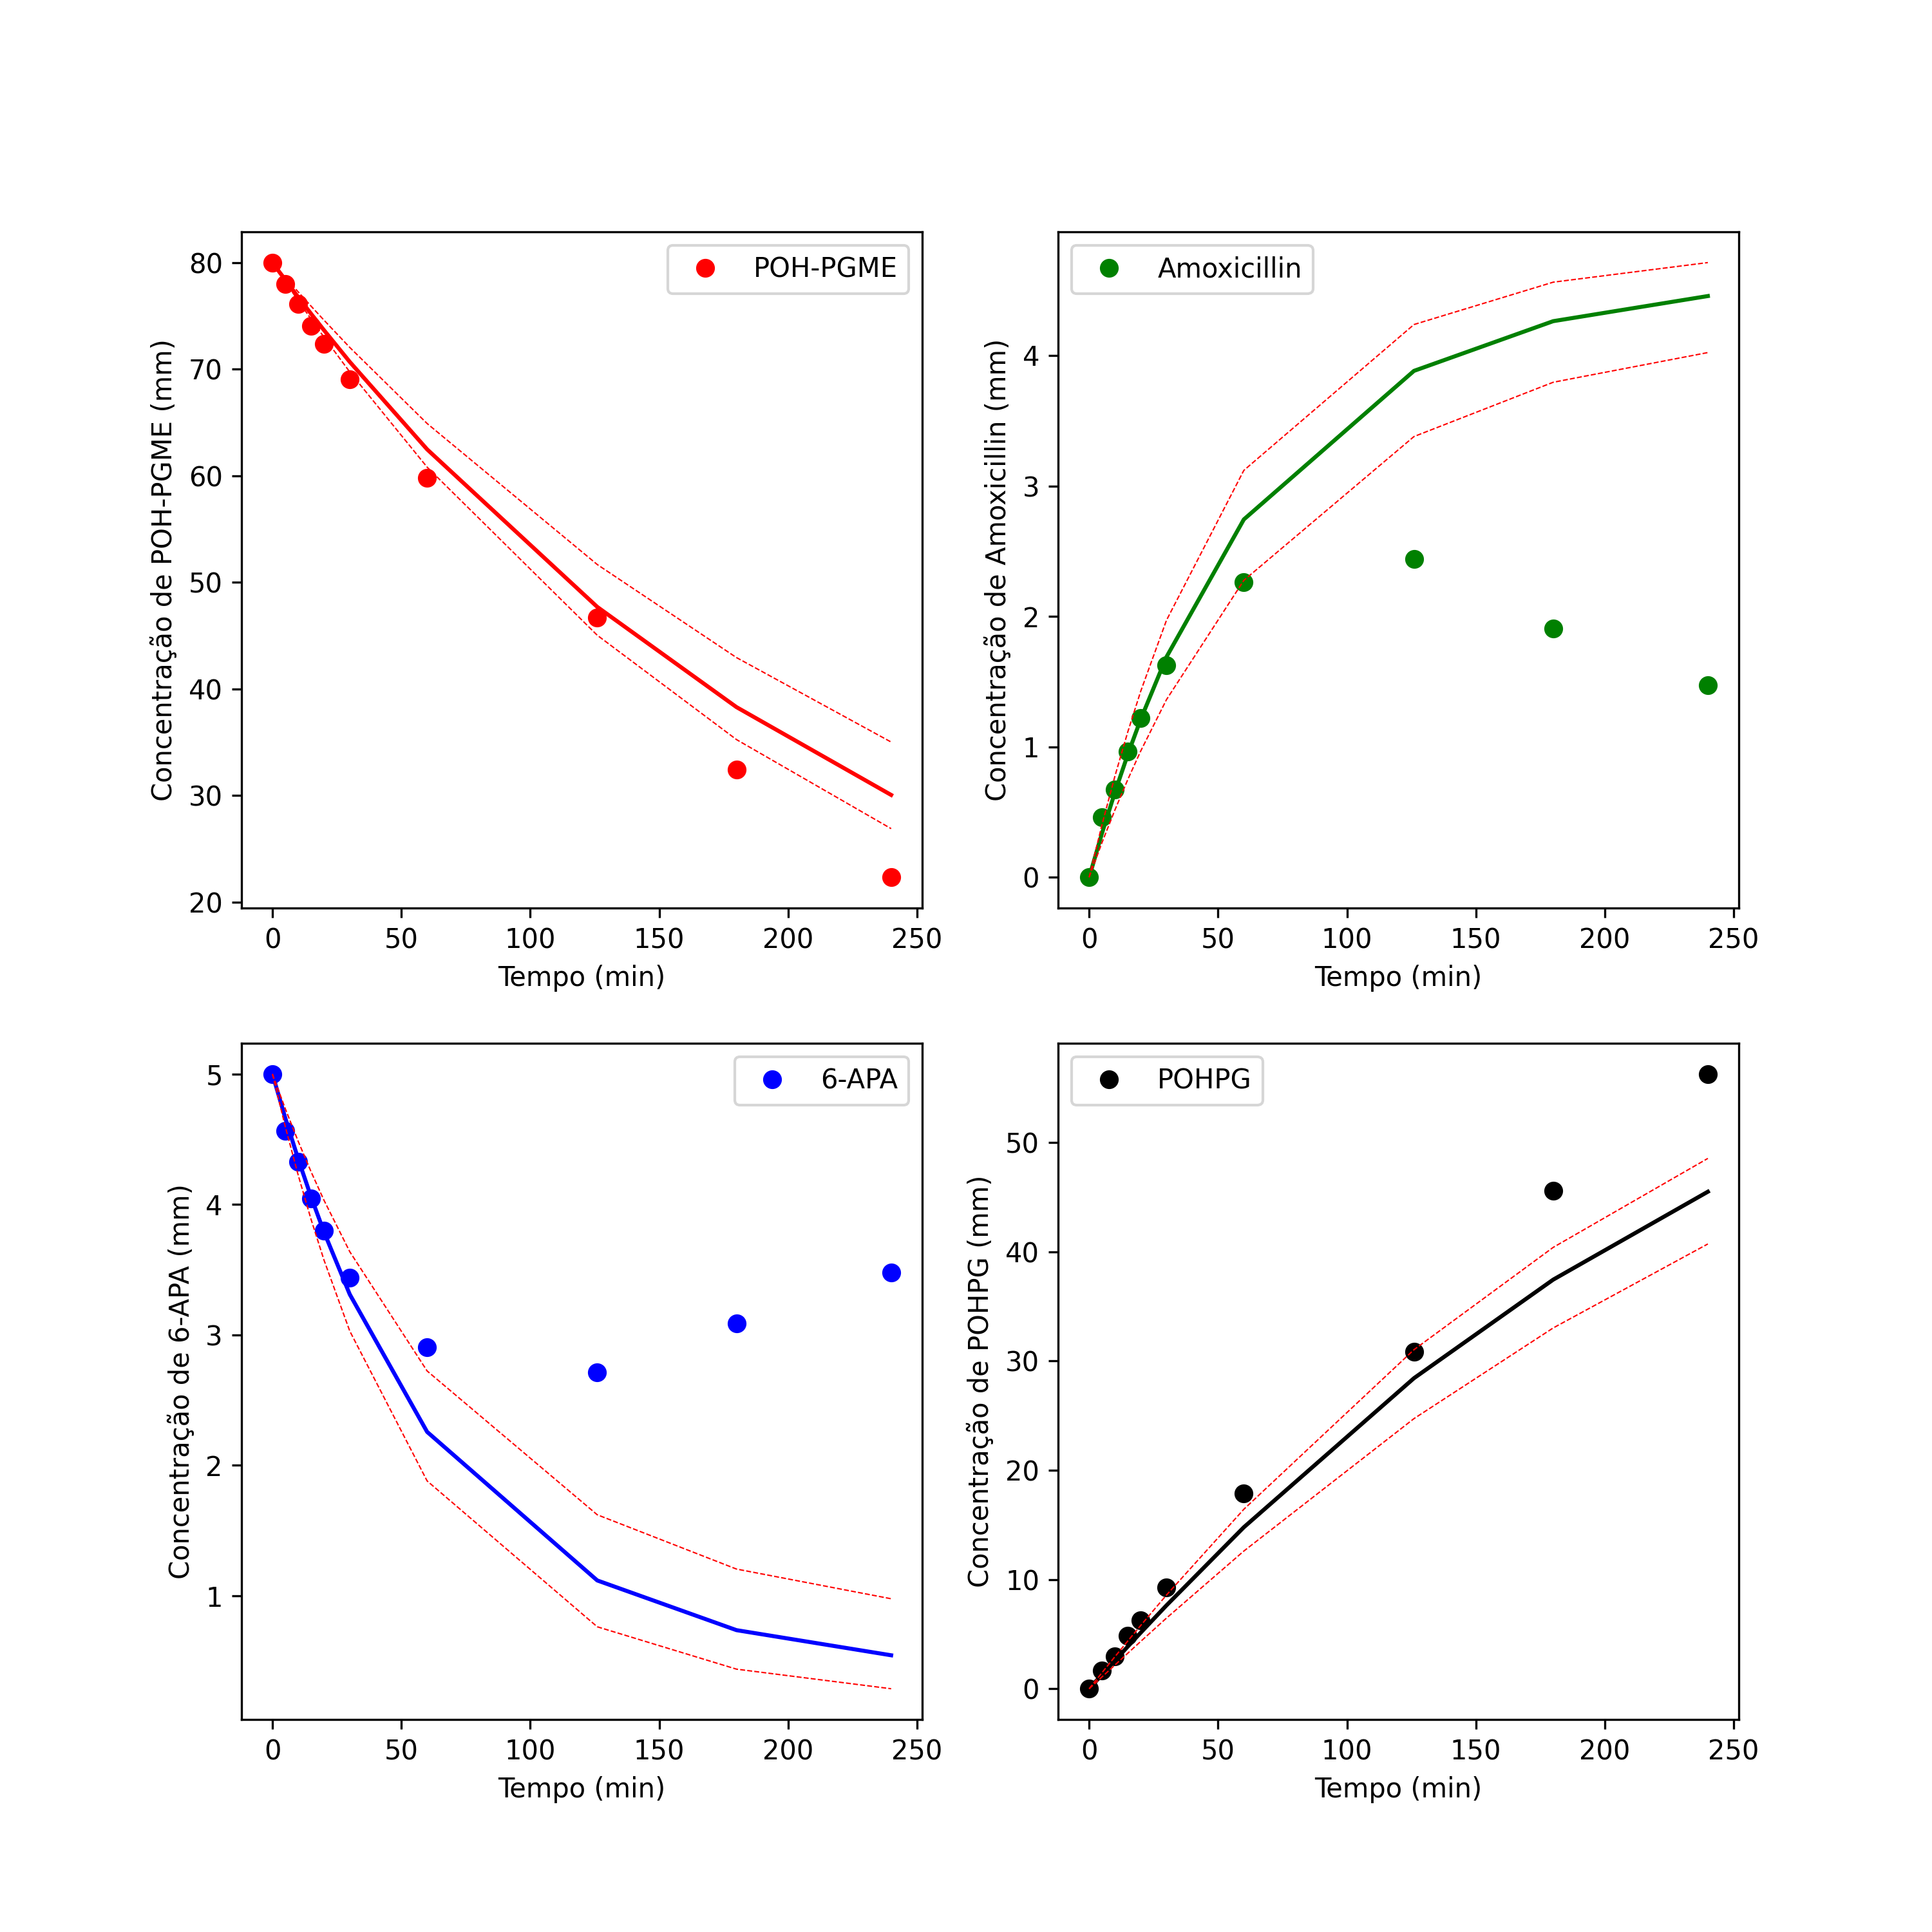 POH-PGME
Concentração de POH-PGME (mm)
80
70
60
50
40
30
20
0 50 100 150 200 250
Tempo (min)
Amoxicillin
Concentração de Amoxicillin (mm)
4
3
2
1
0
0 50 100 150 200 250
Tempo (min)
6-APA
Concentração de 6-APA (mm)
5
4
3
2
1
0 50 100 150 200 250
Tempo (min)
POHPG
Concentração de POHPG (mm)
50
40
30
20
10
0
0 50 100 150 200 250
Tempo (min)